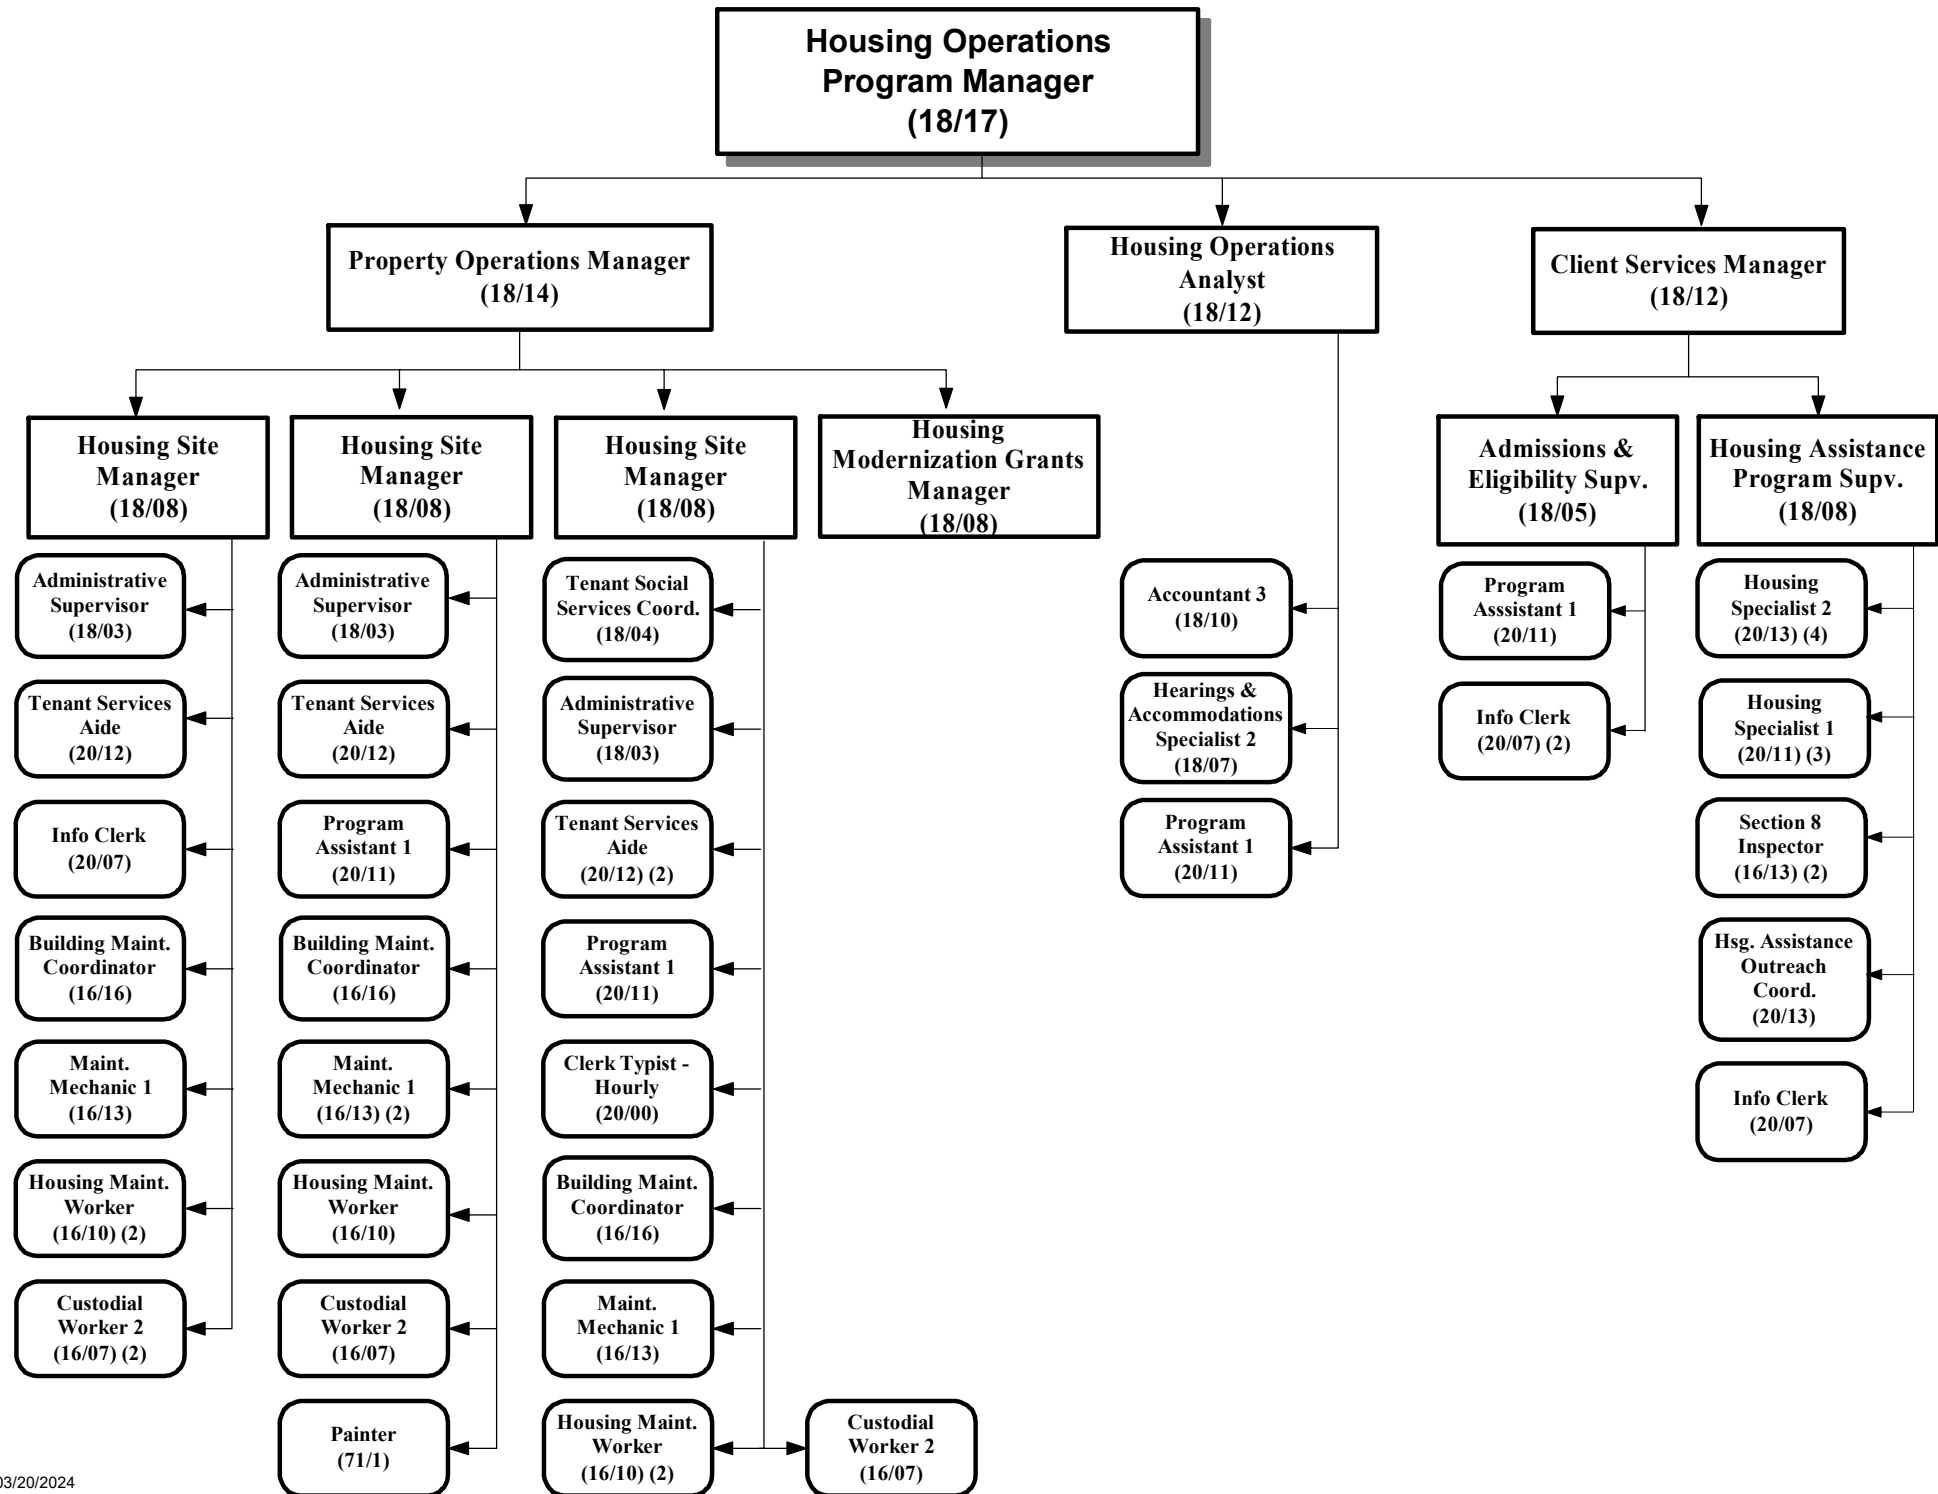 Housing Operations
Program Manager
(18/17)
Property Operations Manager
(18/14)
Housing Operations
Analyst
(18/12)
Client Services Manager
(18/12)
Housing Site
Manager
(18/08)
Housing Site
Manager
(18/08)
Housing Site
Manager
(18/08)
Housing
Modernization Grants
Manager
(18/08)
Admissions &
Eligibility Supv.
(18/05)
Housing Assistance
Program Supv.
(18/08)
Administrative
Supervisor
(18/03)
Tenant Services
Aide
(20/12)
Info Clerk
(20/07)
Building Maint.
Coordinator
(16/16)
Maint.
Mechanic 1
(16/13)
Housing Maint.
Worker
(16/10) (2)
Custodial
Worker 2
(16/07) (2)
Administrative
Supervisor
(18/03)
Tenant Services
Aide
(20/12)
Program
Assistant 1
(20/11)
Building Maint.
Coordinator
(16/16)
Maint.
Mechanic 1
(16/13) (2)
Housing Maint.
Worker
(16/10)
Custodial
Worker 2
(16/07)
Painter
(71/1)
Tenant Social
Services Coord.
(18/04)
Administrative
Supervisor
(18/03)
Tenant Services
Aide
(20/12) (2)
Program
Assistant 1
(20/11)
Clerk Typist -
Hourly
(20/00)
Building Maint.
Coordinator
(16/16)
Maint.
Mechanic 1
(16/13)
Housing Maint.
Worker
(16/10) (2)
Custodial
Worker 2
(16/07)
Accountant 3
(18/10)
Hearings &
Accommodations
Specialist 2
(18/07)
Program
Assistant 1
(20/11)
Program
Asssistant 1
(20/11)
Info Clerk
(20/07) (2)
Housing
Specialist 2
(20/13) (4)
Housing
Specialist 1
(20/11) (3)
Section 8
Inspector
(16/13) (2)
Hsg. Assistance
Outreach
Coord.
(20/13)
Info Clerk
(20/07)
03/20/2024